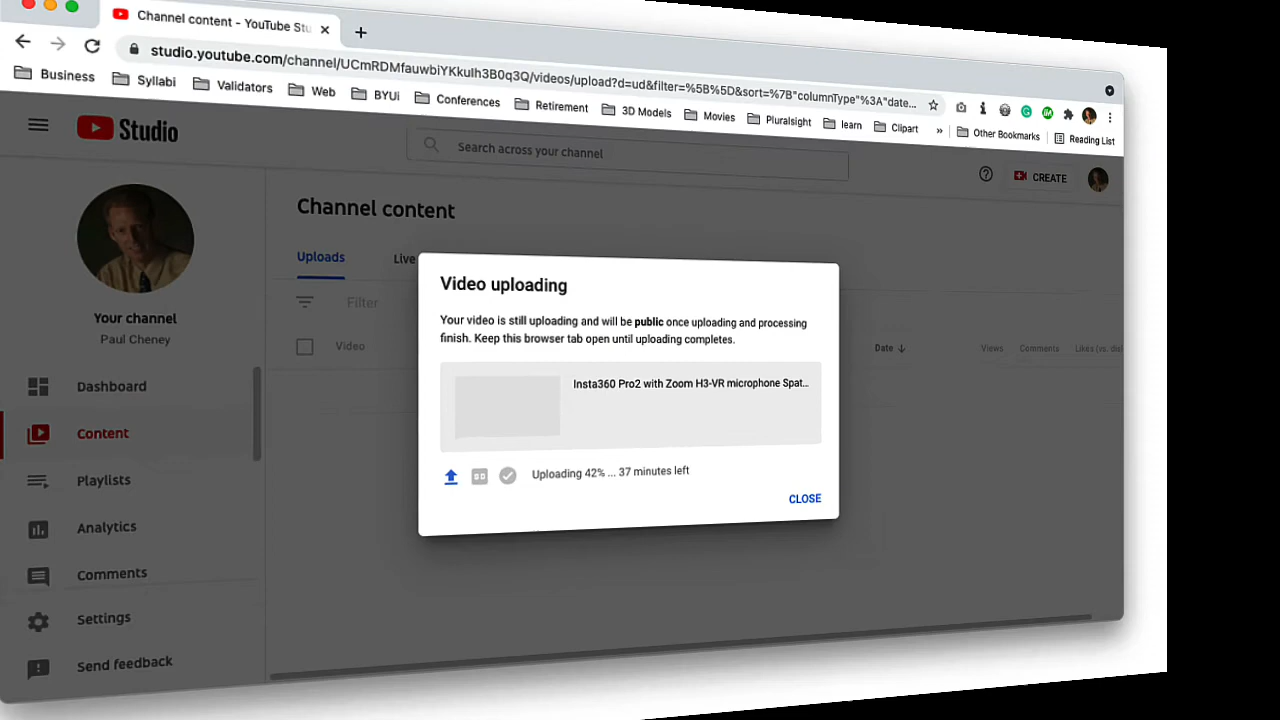 Channel content - YouTube Stu
studio.youtube.com/channel/UCmRDMfauwbiYKkulh3B0q3Q/videos/upload?d=ud&filter=%5B%5D&sort=%7B"columnType"%3A"date...
Business Syllabi Validators Web BYUi Conferences Retirement 3D Models Movies Pluralsight learn Clipart » Other Bookmarks Reading List
Studio
Search across your channel
CREATE
Your channel
Paul Cheney
Dashboard
Content
Playlists
Analytics
Comments
Settings
Send feedback
Channel content
Uploads Live
Filter
Video Date Views Comments Likes (vs. dis
Video uploading
Your video is still uploading and will be public once uploading and processing
finish. Keep this browser tab open until uploading completes.
Insta360 Pro2 with Zoom H3-VR microphone Spat...
Uploading 42% ... 37 minutes left
CLOSE